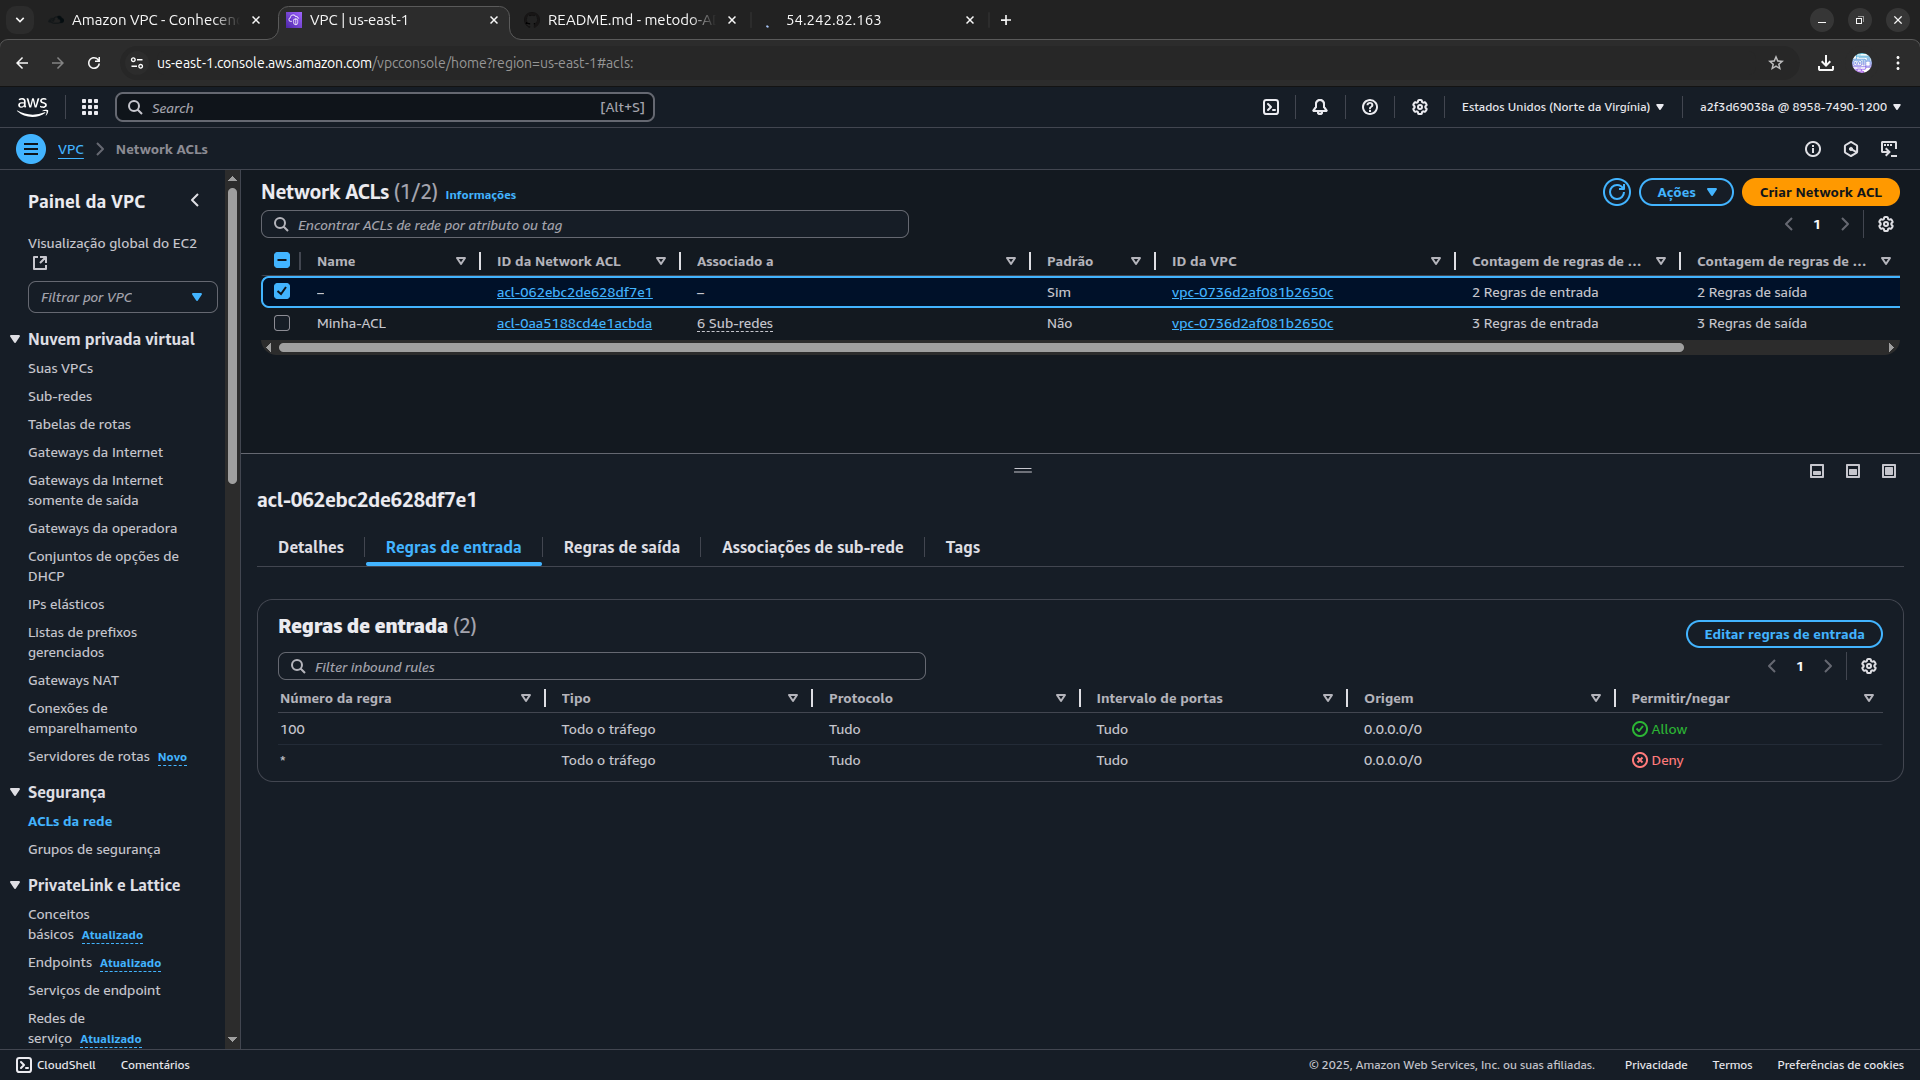 Amazon VPC - Conhecen
VPC | us-east-1
README.md - metodo-A
54.242.82.163
us-east-1.console.aws.amazon.com/vpcconsole/home?region=us-east-1#acls:
aws
Search
[Alt+S]
Estados Unidos (Norte da Virgínia)
a2f3d69038a @ 8958-7490-1200
VPC
Network ACLs
Painel da VPC
Visualização global do EC2
Filtrar por VPC
Nuvem privada virtual
Suas VPCs
Sub-redes
Tabelas de rotas
Gateways da Internet
Gateways da Internet
somente de saída
Gateways da operadora
Conjuntos de opções de
DHCP
IPs elásticos
Listas de prefixos
gerenciados
Gateways NAT
Conexões de
emparelhamento
Servidores de rotas Novo
Segurança
ACLs da rede
Grupos de segurança
PrivateLink e Lattice
Conceitos
básicos Atualizado
Endpoints Atualizado
Serviços de endpoint
Redes de
serviço Atualizado
Network ACLs (1/2) Informações
Ações
Criar Network ACL
Encontrar ACLs de rede por atributo ou tag
1
Name ID da Network ACL Associado a Padrão ID da VPC Contagem de regras de ... Contagem de regras de ...
– acl-062ebc2de628df7e1 – Sim vpc-0736d2af081b2650c 2 Regras de entrada 2 Regras de saída
Minha-ACL acl-0aa5188cd4e1acbda 6 Sub-redes Não vpc-0736d2af081b2650c 3 Regras de entrada 3 Regras de saída
acl-062ebc2de628df7e1
Detalhes Regras de entrada Regras de saída Associações de sub-rede Tags
Regras de entrada (2)
Editar regras de entrada
Filter inbound rules
1
Número da regra Tipo Protocolo Intervalo de portas Origem Permitir/negar
100 Todo o tráfego Tudo Tudo 0.0.0.0/0 Allow
* Todo o tráfego Tudo Tudo 0.0.0.0/0 Deny
CloudShell
Comentários
© 2025, Amazon Web Services, Inc. ou suas afiliadas.
Privacidade
Termos
Preferências de cookies